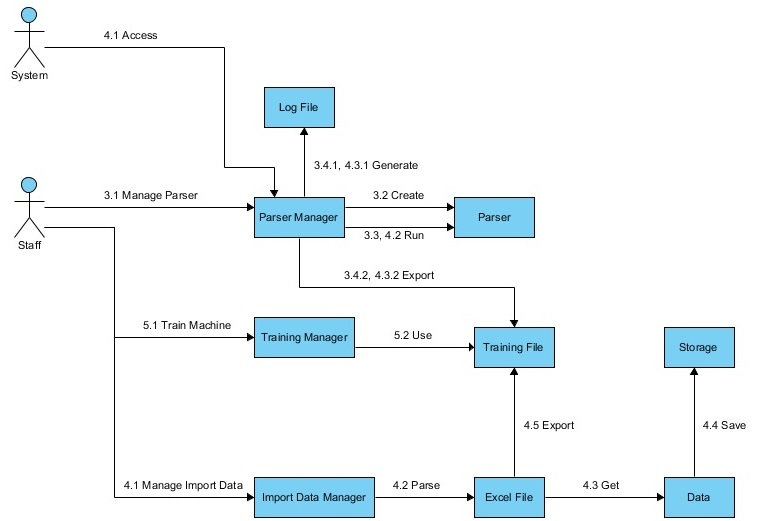 4.1 Access
System
Log File
3.4.1, 4.3.1 Generate
3.1 Manage Parser
3.2 Create
Parser Manager
Parser
3.3, 4.2 Run
Staff
3.4.2, 4.3.2 Export
5.1 Train Machine
Training Manager
5.2 Use
Training File
Storage
4.5 Export
4.4 Save
4.1 Manage Import Data
Import Data Manager
4.2 Parse
Excel File
4.3 Get
Data